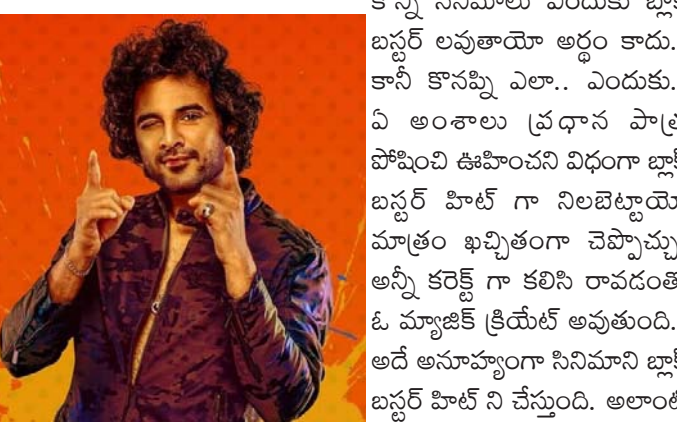 సినిమాలు ఎందుకు
బస్టర్ లవుతాయో అర్థం కాదు.
కానీ కొనప్ని ఎలా.. ఎందుకు.
ఏ అంశాలు ప్రధాన
పోషించి ఊహించని విధంగా బ్లాక్
బస్టర్ హిట్ గా నిలబెట్టాయో
మాత్రం ఖచ్చితంగా చెప్పొచ్చు
అన్నీ కరెక్ట్ గా కలిసి రావడంతో
ఓ మ్యాజిక్ క్రియేట్ అవుతుంది.
అదే అనూహ్యంగా సినిమాని బ్లాక్
బస్టర్ హిట్ ని చేస్తుంది.